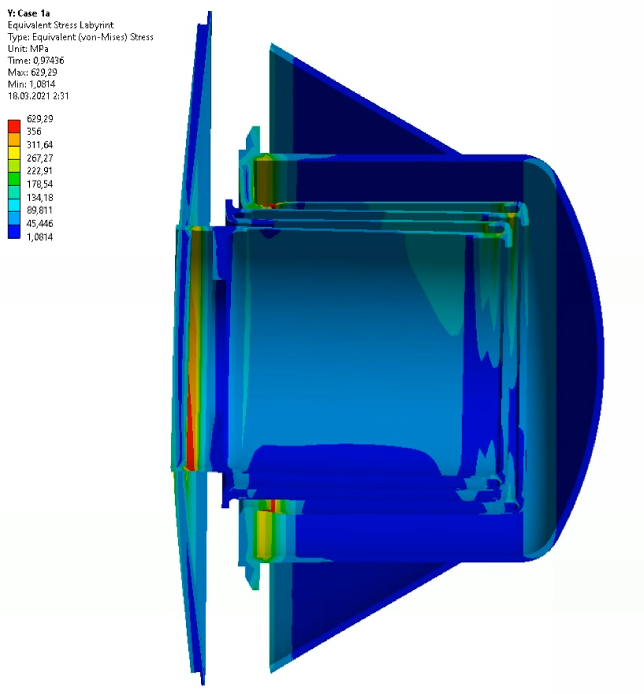 Y: Case 1a
Equivalent Stress Labyrint
Type: Equivalent (von-Mises) Stress
Unit: MPa
Time: 0,97436
Max: 629,29
Min: 1,0814
18.03.2021 2:31
629,29
356
311,64
267,27
222,91
178,54
134,18
89,811
45,446
1,0814